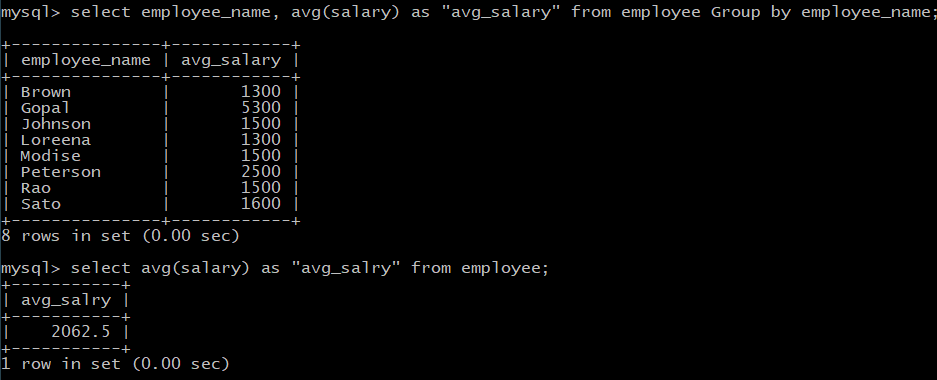 mysql> select employee_name, avg(salary) as "avg_salary" from employee Group by employee_name;
+---------------+------------+
| employee_name | avg_salary |
+---------------+------------+
| Brown         |       1300 |
| Gopal         |       5300 |
| Johnson       |       1500 |
| Loreena       |       1300 |
| Modise        |       1500 |
| Peterson      |       2500 |
| Rao           |       1500 |
| Sato          |       1600 |
+---------------+------------+
8 rows in set (0.00 sec)
mysql> select avg(salary) as "avg_salry" from employee;
+-----------+
| avg_salry |
+-----------+
|    2062.5 |
+-----------+
1 row in set (0.00 sec)